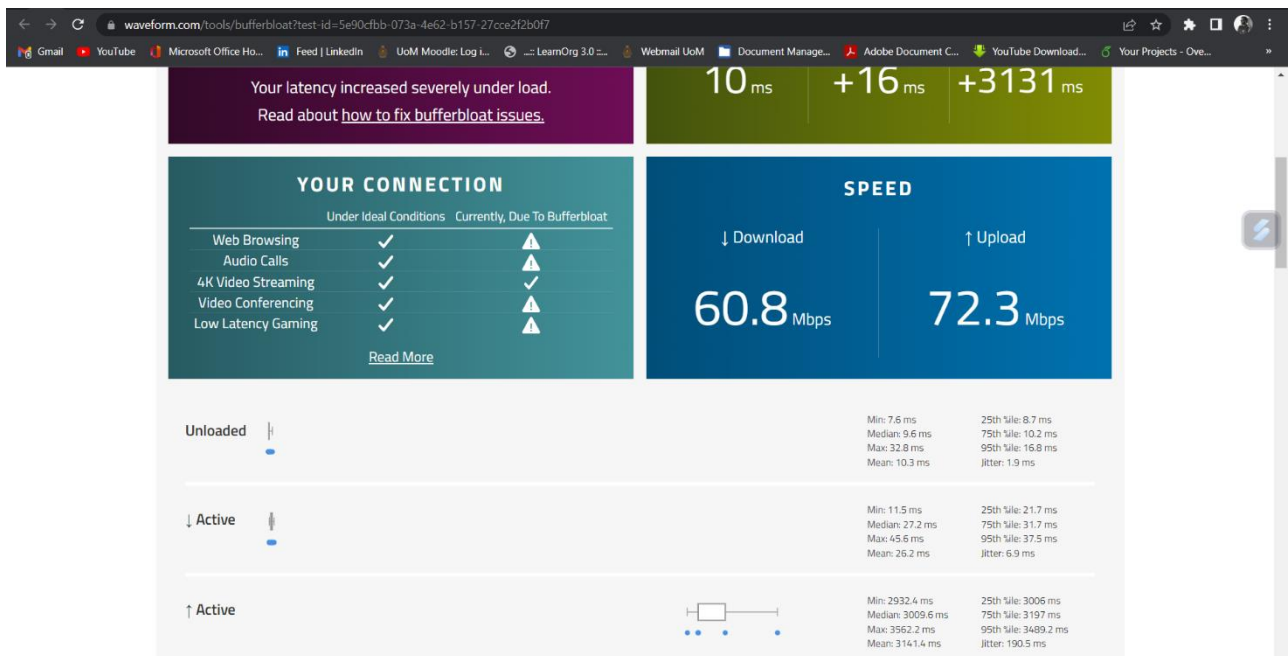 waveform.com/tools/bufferbloat?test-id=5e90cfbb-073a-4e62-b157-27cce2f2b0f7
Gmail YouTube Microsoft Office Ho... Feed | LinkedIn UoM Moodle: Log i... ...:: LearnOrg 3.0 ::... Webmail UoM Document Manage... Adobe Document C... YouTube Download... Your Projects - Ove... »
Your latency increased severely under load.
Read about how to fix bufferbloat issues.
10 ms +16 ms +3131 ms
YOUR CONNECTION
Under Ideal Conditions Currently, Due To Bufferbloat
Web Browsing
Audio Calls
4K Video Streaming
Video Conferencing
Low Latency Gaming
Read More
SPEED
↓ Download ↑ Upload
60.8 Mbps 72.3 Mbps
Unloaded
Min: 7.6 ms 25th %ile: 8.7 ms
Median: 9.6 ms 75th %ile: 10.2 ms
Max: 32.8 ms 95th %ile: 16.8 ms
Mean: 10.3 ms Jitter: 1.9 ms
↓ Active
Min: 11.5 ms 25th %ile: 21.7 ms
Median: 27.2 ms 75th %ile: 31.7 ms
Max: 45.6 ms 95th %ile: 37.5 ms
Mean: 26.2 ms Jitter: 6.9 ms
↑ Active
Min: 2932.4 ms 25th %ile: 3006 ms
Median: 3009.6 ms 75th %ile: 3197 ms
Max: 3562.2 ms 95th %ile: 3489.2 ms
Mean: 3141.4 ms Jitter: 190.5 ms